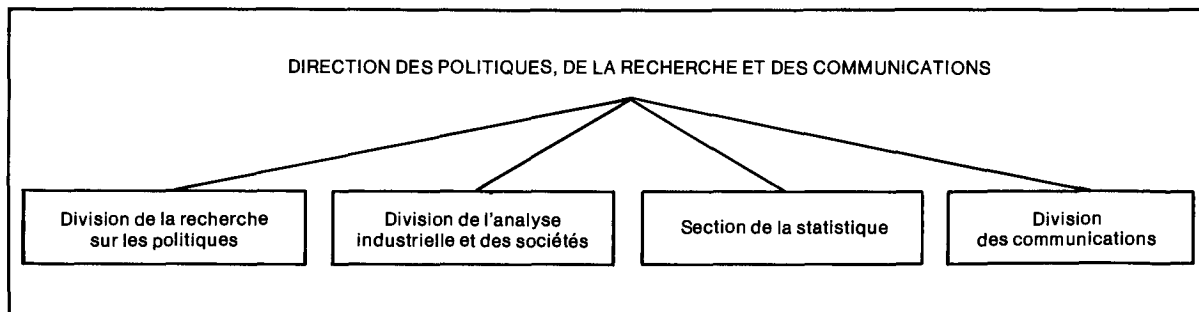 DIRECTION DES POLITIQUES, DE LA RECHERCHE ET DES COMMUNICATIONS
Division de la recherche
sur les politiques
Division de l'analyse
industrielle et des sociétés
Section de la statistique
Division
des communications